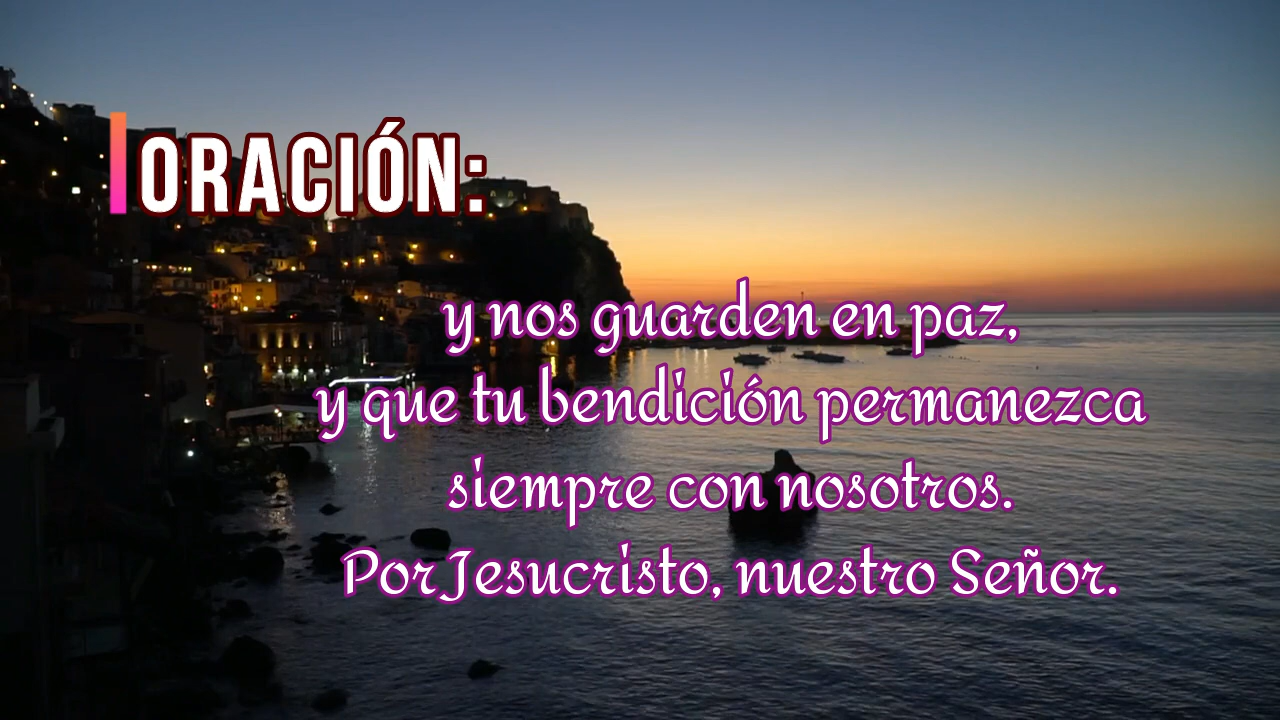 ORACIÓN:
y nos guarden en paz,
y que tu bendición permanezca
siempre con nosotros.
Por Jesucristo, nuestro Señor.